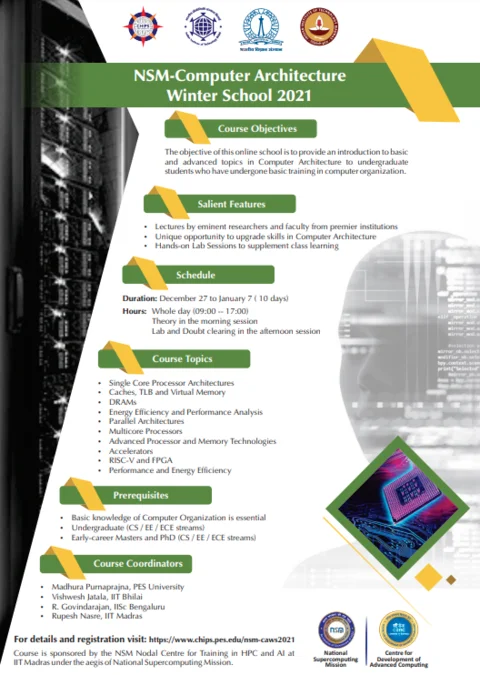 NSM-Computer Architecture
Winter School 2021
Course Objectives
The objective of this online school is to provide an introduction to basic
and advanced topics in Computer Architecture to undergraduate
students who have undergone basic training in computer organization.
Salient Features
• Lectures by eminent researchers and faculty from premier institutions
• Unique opportunity to upgrade skills in Computer Architecture
• Hands-on Lab Sessions to supplement class learning
Schedule
Duration: December 27 to January 7 ( 10 days)
Hours: Whole day (09:00 – 17:00)
Theory in the morning session
Lab and Doubt clearing in the afternoon session
Course Topics
• Single Core Processor Architectures
• Caches, TLB and Virtual Memory
• DRAMs
• Energy Efficiency and Performance Analysis
• Parallel Architectures
• Multicore Processors
• Advanced Processor and Memory Technologies
• Accelerators
• RISC-V and FPGA
• Performance and Energy Efficiency
Prerequisites
• Basic knowledge of Computer Organization is essential
• Undergraduate (CS / EE / ECE streams)
• Early-career Masters and PhD (CS / EE / ECE streams)
Course Coordinators
• Madhura Purnaprajna, PES University
• Vishwesh Jatala, IIT Bhilai
• R. Govindarajan, IISc Bengaluru
• Rupesh Nasre, IIT Madras
For details and registration visit: https://www.chips.pes.edu/nsm-caws2021
Course is sponsored by the NSM Nodal Centre for Training in HPC and AI at
IIT Madras under the aegis of National Supercomputing Mission.
NSM
National
Supercomputing
Mission
Centre for
Development of
Advanced Computing